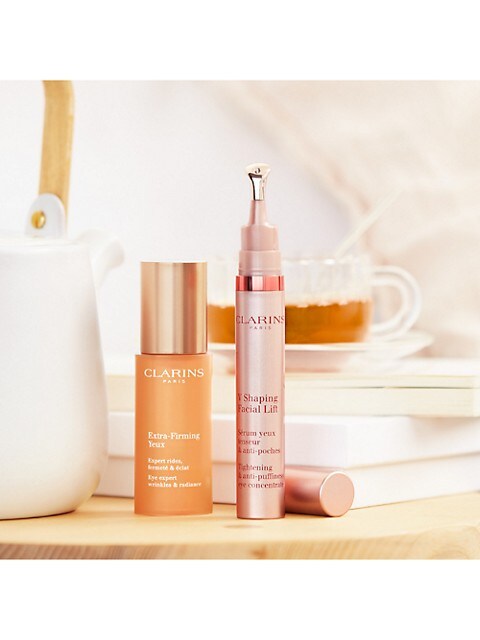 CLARINS
PARIS
Extra-Firming
Yeux
Expert rides,
fermeté & éclat
Eye expert
wrinkles & radiance
CLARINS
PARIS
V Shaping
Facial Lift
Sérum yeux
tenseur
& anti-poches
Tightening
& anti-puffiness
eye concentrate